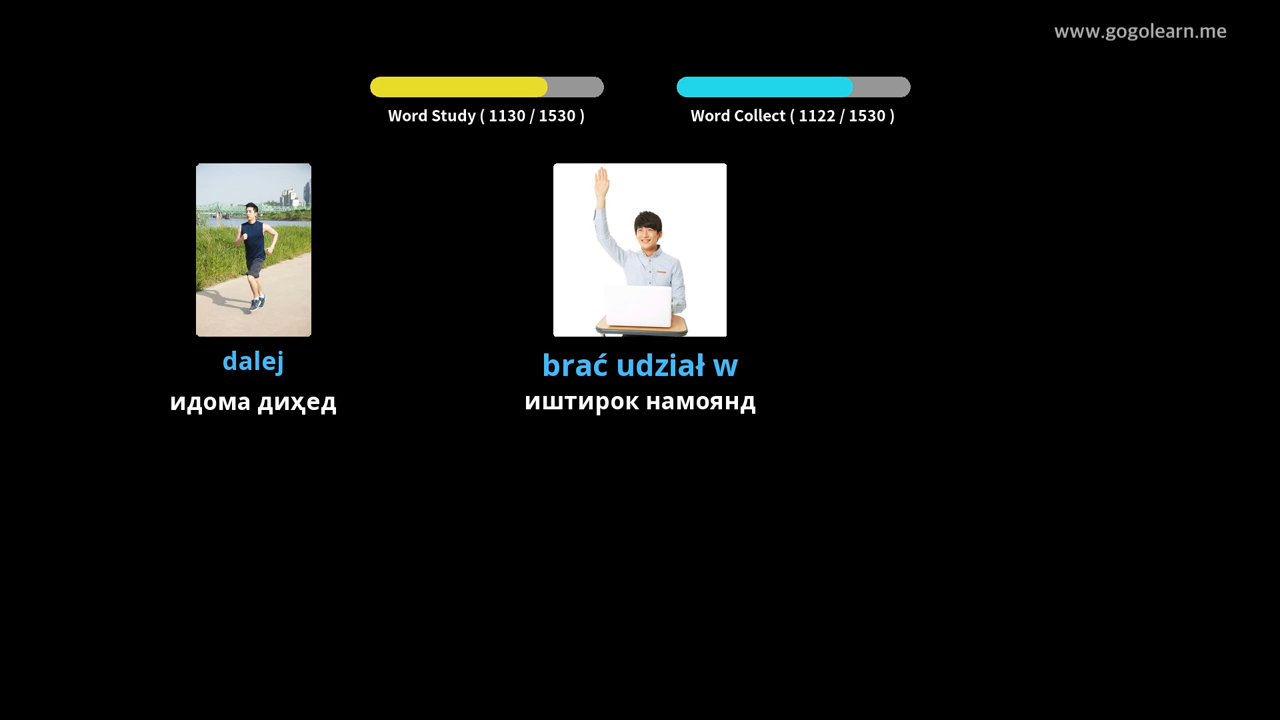 www.gogolearn.me
Word Study ( 1130 / 1530 )
Word Collect ( 1122 / 1530 )
dalej
идома диҳед
brać udział w
иштирок намоянд